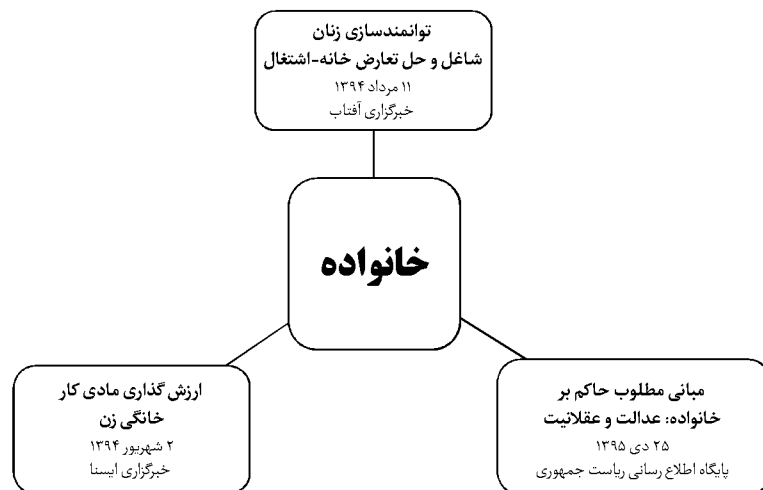 توانمندسازی زنان
شاغل و حل تعارض خانه-اشتغال
۱۱ مرداد ۱۳۹۴
خبرگزاری آفتاب
خانواده
مبانی مطلوب حاکم بر
خانواده: عدالت و عقلانیت
۲۵ دی ۱۳۹۵
پایگاه اطلاع رسانی ریاست جمهوری
ارزش گذاری مادی کار
خانگی زن
۲ شهریور ۱۳۹۴
خبرگزاری ایسنا